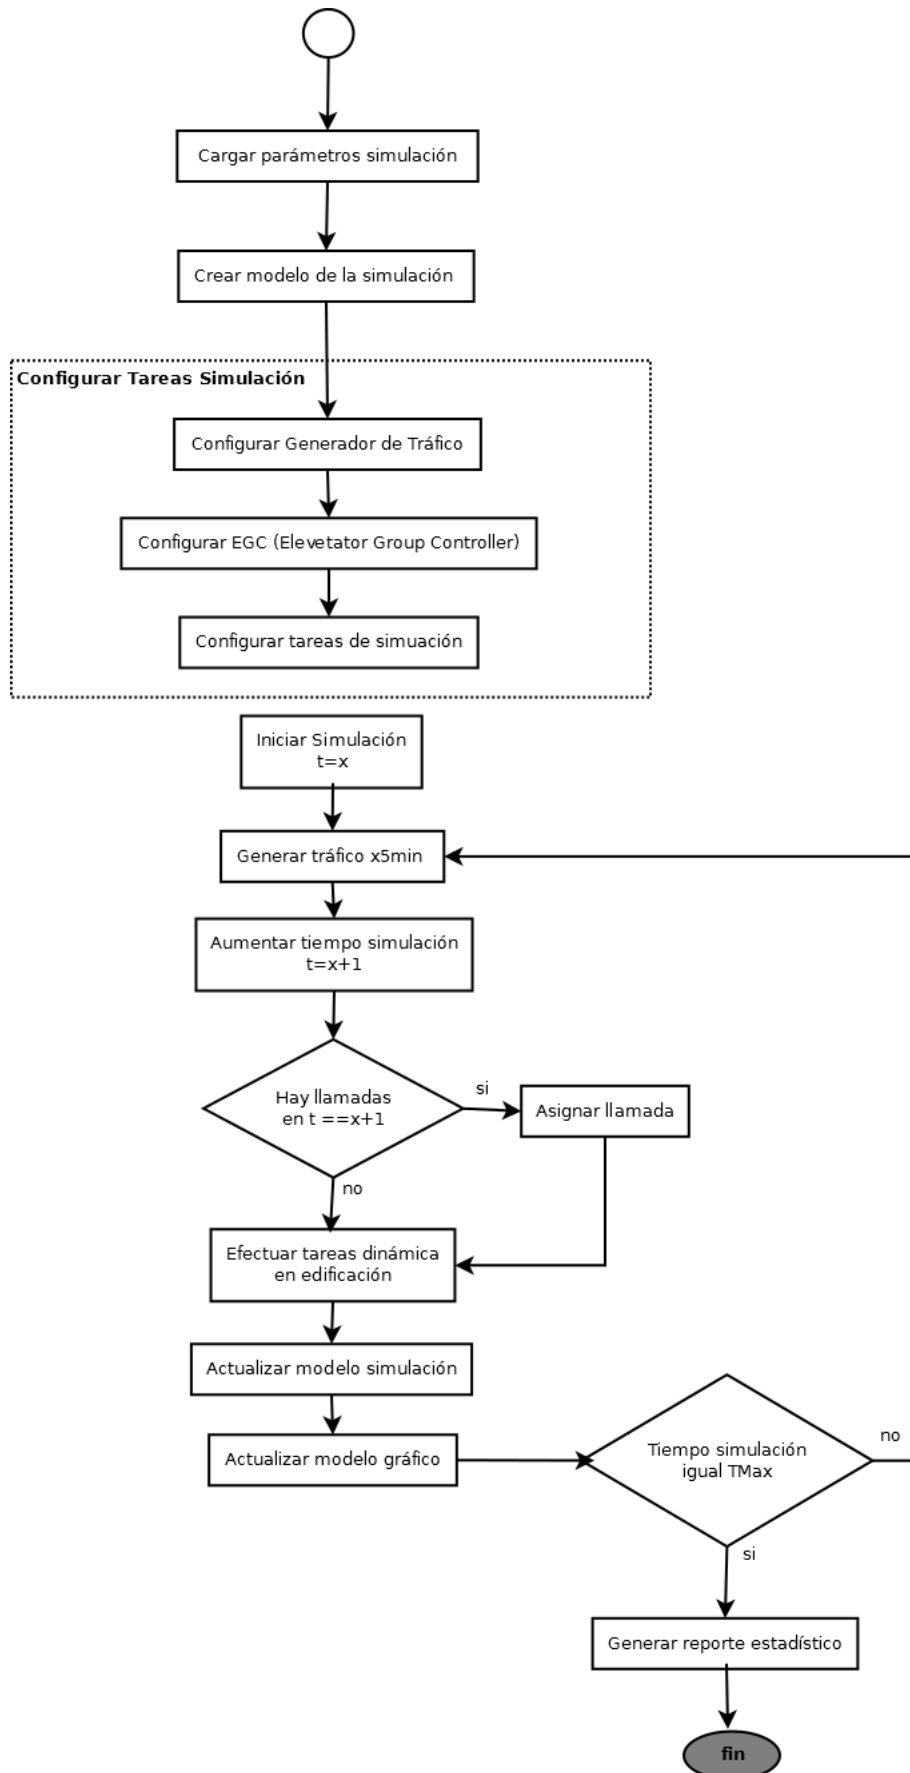 Cargar parámetros simulación
Crear modelo de la simulación
Configurar Tareas Simulación
Configurar Generador de Tráfico
Configurar EGC (Elevetator Group Controller)
Configurar tareas de simuación
Iniciar Simulación
t=x
Generar tráfico x5min
Aumentar tiempo simulación
t=x+1
Hay llamadas
en t ==x+1
si
Asignar llamada
no
Efectuar tareas dinámica
en edificación
Actualizar modelo simulación
Actualizar modelo gráfico
Tiempo simulación
igual TMax
no
si
Generar reporte estadístico
fin